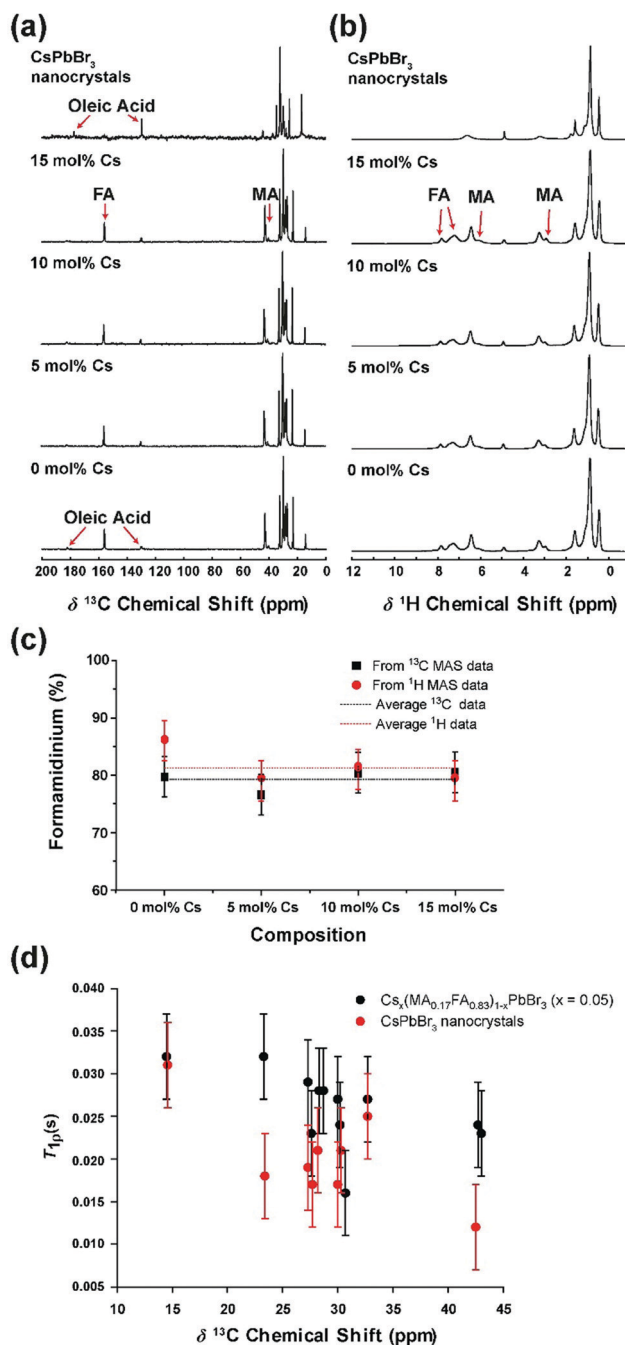 (a)
CsPbBr₃
nanocrystals
Oleic Acid
15 mol% Cs
FA
MA
10 mol% Cs
5 mol% Cs
0 mol% Cs
Oleic Acid
200 180 160 140 120 100 80 60 40 20 0
δ ¹³C Chemical Shift (ppm)
(b)
CsPbBr₃
nanocrystals
15 mol% Cs
FA
MA
MA
10 mol% Cs
5 mol% Cs
0 mol% Cs
12 10 8 6 4 2 0
δ ¹H Chemical Shift (ppm)
(c)
100
90
80
70
60
Formamidinium (%)
From ¹³C MAS data
From ¹H MAS data
Average ¹³C data
Average ¹H data
0 mol% Cs 5 mol% Cs 10 mol% Cs 15 mol% Cs
Composition
(d)
0.040
0.035
0.030
0.025
0.020
0.015
0.010
0.005
T₁ρ(s)
Csₓ(MA₀.₁₇FA₀.₈₃)₁₋ₓPbBr₃ (x = 0.05)
CsPbBr₃ nanocrystals
10 15 20 25 30 35 40 45
δ ¹³C Chemical Shift (ppm)